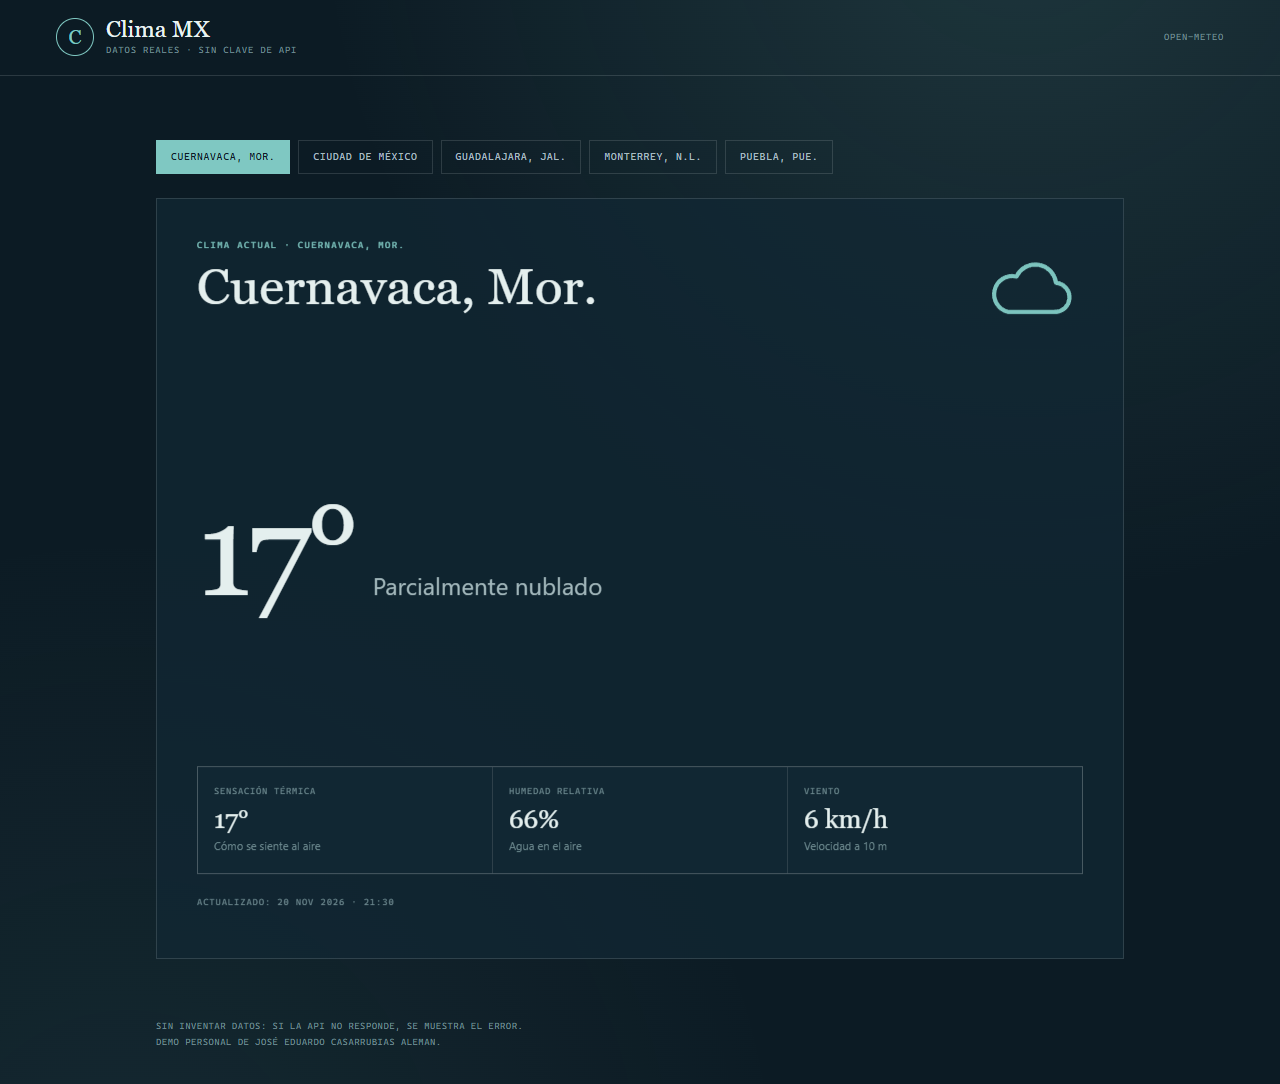 C
Clima MX
DATOS REALES · SIN CLAVE DE API
OPEN-METEO
CUERNAVACA, MOR.
CIUDAD DE MÉXICO
GUADALAJARA, JAL.
MONTERREY, N.L.
PUEBLA, PUE.
CLIMA ACTUAL · CUERNAVACA, MOR.
Cuernavaca, Mor.
17°
Parcialmente nublado
SENSACIÓN TÉRMICA
17°
Cómo se siente al aire
HUMEDAD RELATIVA
66%
Agua en el aire
VIENTO
6 km/h
Velocidad a 10 m
ACTUALIZADO: 20 NOV 2026 · 21:30
SIN INVENTAR DATOS: SI LA API NO RESPONDE, SE MUESTRA EL ERROR.
DEMO PERSONAL DE JOSÉ EDUARDO CASARRUBIAS ALEMAN.